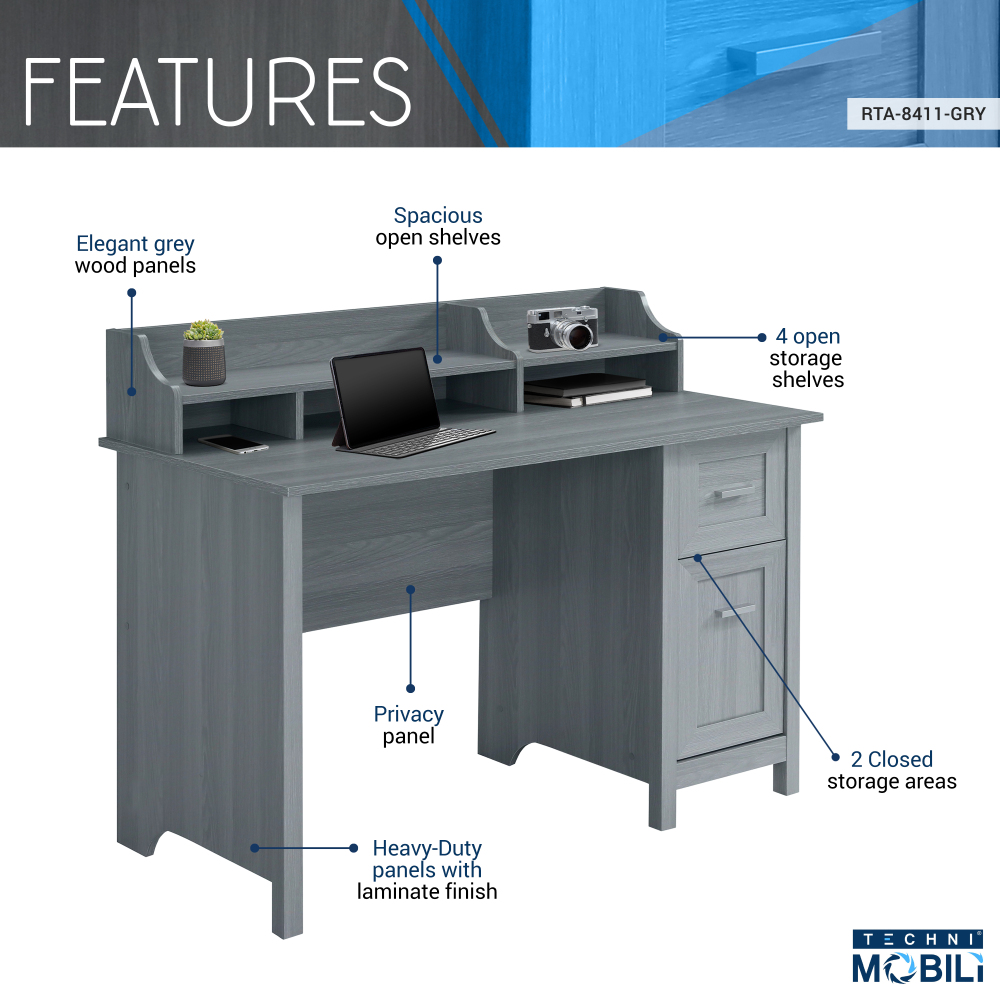 FEATURES
RTA-8411-GRY
Spacious
open shelves
Elegant grey
wood panels
4 open
storage
shelves
Privacy
panel
2 Closed
storage areas
Heavy-Duty
panels with
laminate finish
TECHNI®
MOBILI